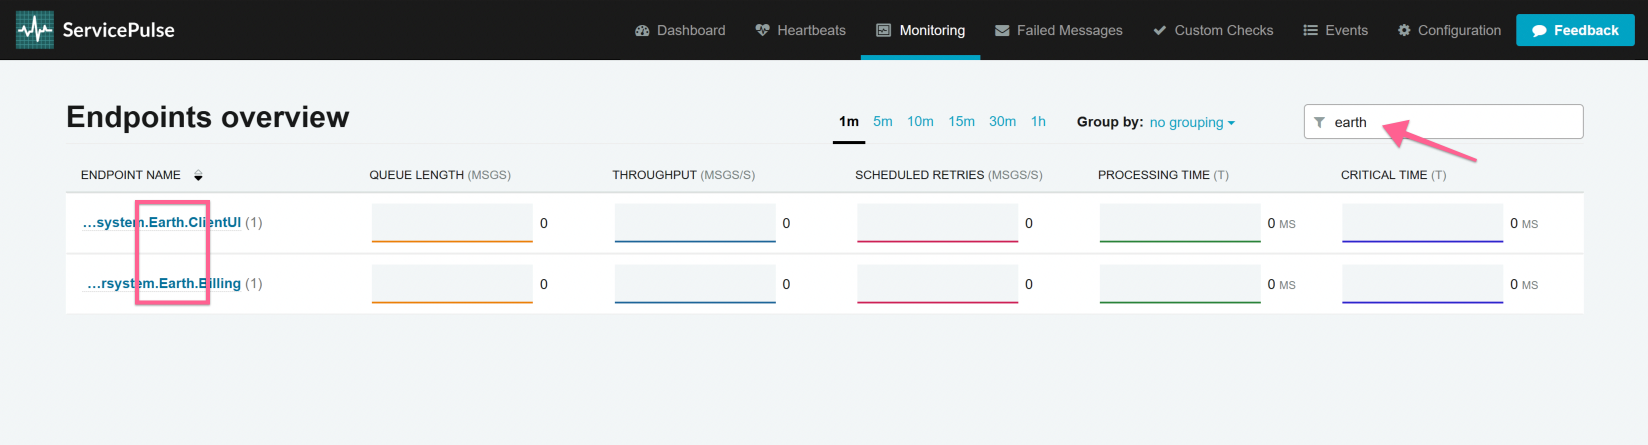 ServicePulse Dashboard Heartbeats Monitoring Failed Messages Custom Checks Events Configuration Feedback
Endpoints overview 1m 5m 10m 15m 30m 1h Group by: no grouping earth
ENDPOINT NAME QUEUE LENGTH (MSGS) THROUGHPUT (MSGS/S) SCHEDULED RETRIES (MSGS/S) PROCESSING TIME (T) CRITICAL TIME (T)
...system.Earth.ClientUI (1) 0 0 0 0 MS 0 MS
...rsystem.Earth.Billing (1) 0 0 0 0 MS 0 MS